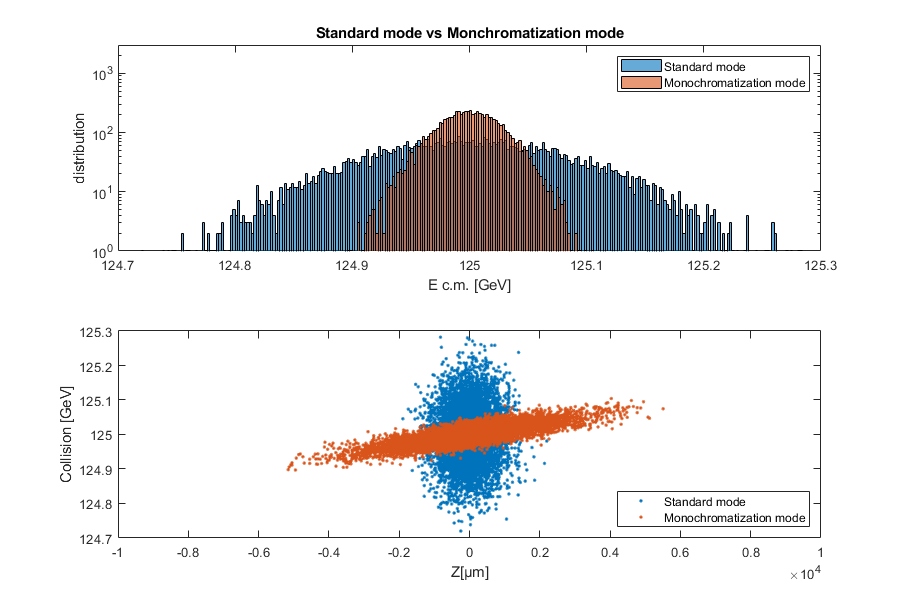 Standard mode vs Monchromatization mode
distribution
10^3
10^2
10^1
10^0
Standard mode
Monochromatization mode
124.7 124.8 124.9 125 125.1 125.2 125.3
E c.m. [GeV]
Collision [GeV]
125.3
125.2
125.1
125
124.9
124.8
124.7
Standard mode
Monochromatization mode
-1 -0.8 -0.6 -0.4 -0.2 0 0.2 0.4 0.6 0.8 1
Z[µm]
×10^4